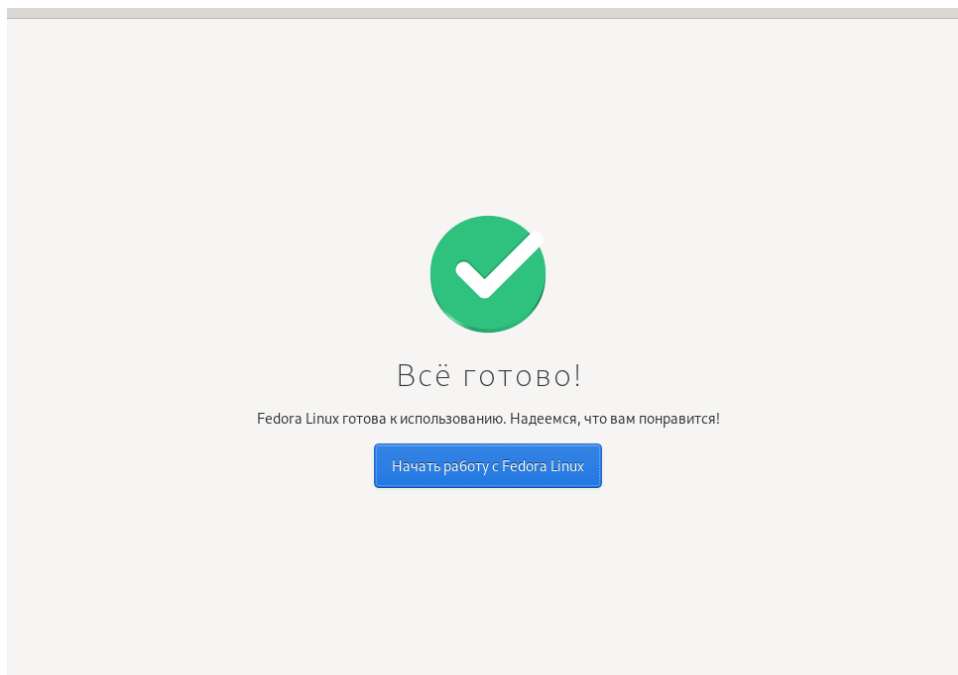 Всё готово!
Fedora Linux готова к использованию. Надеемся, что вам понравится!
Начать работу с Fedora Linux